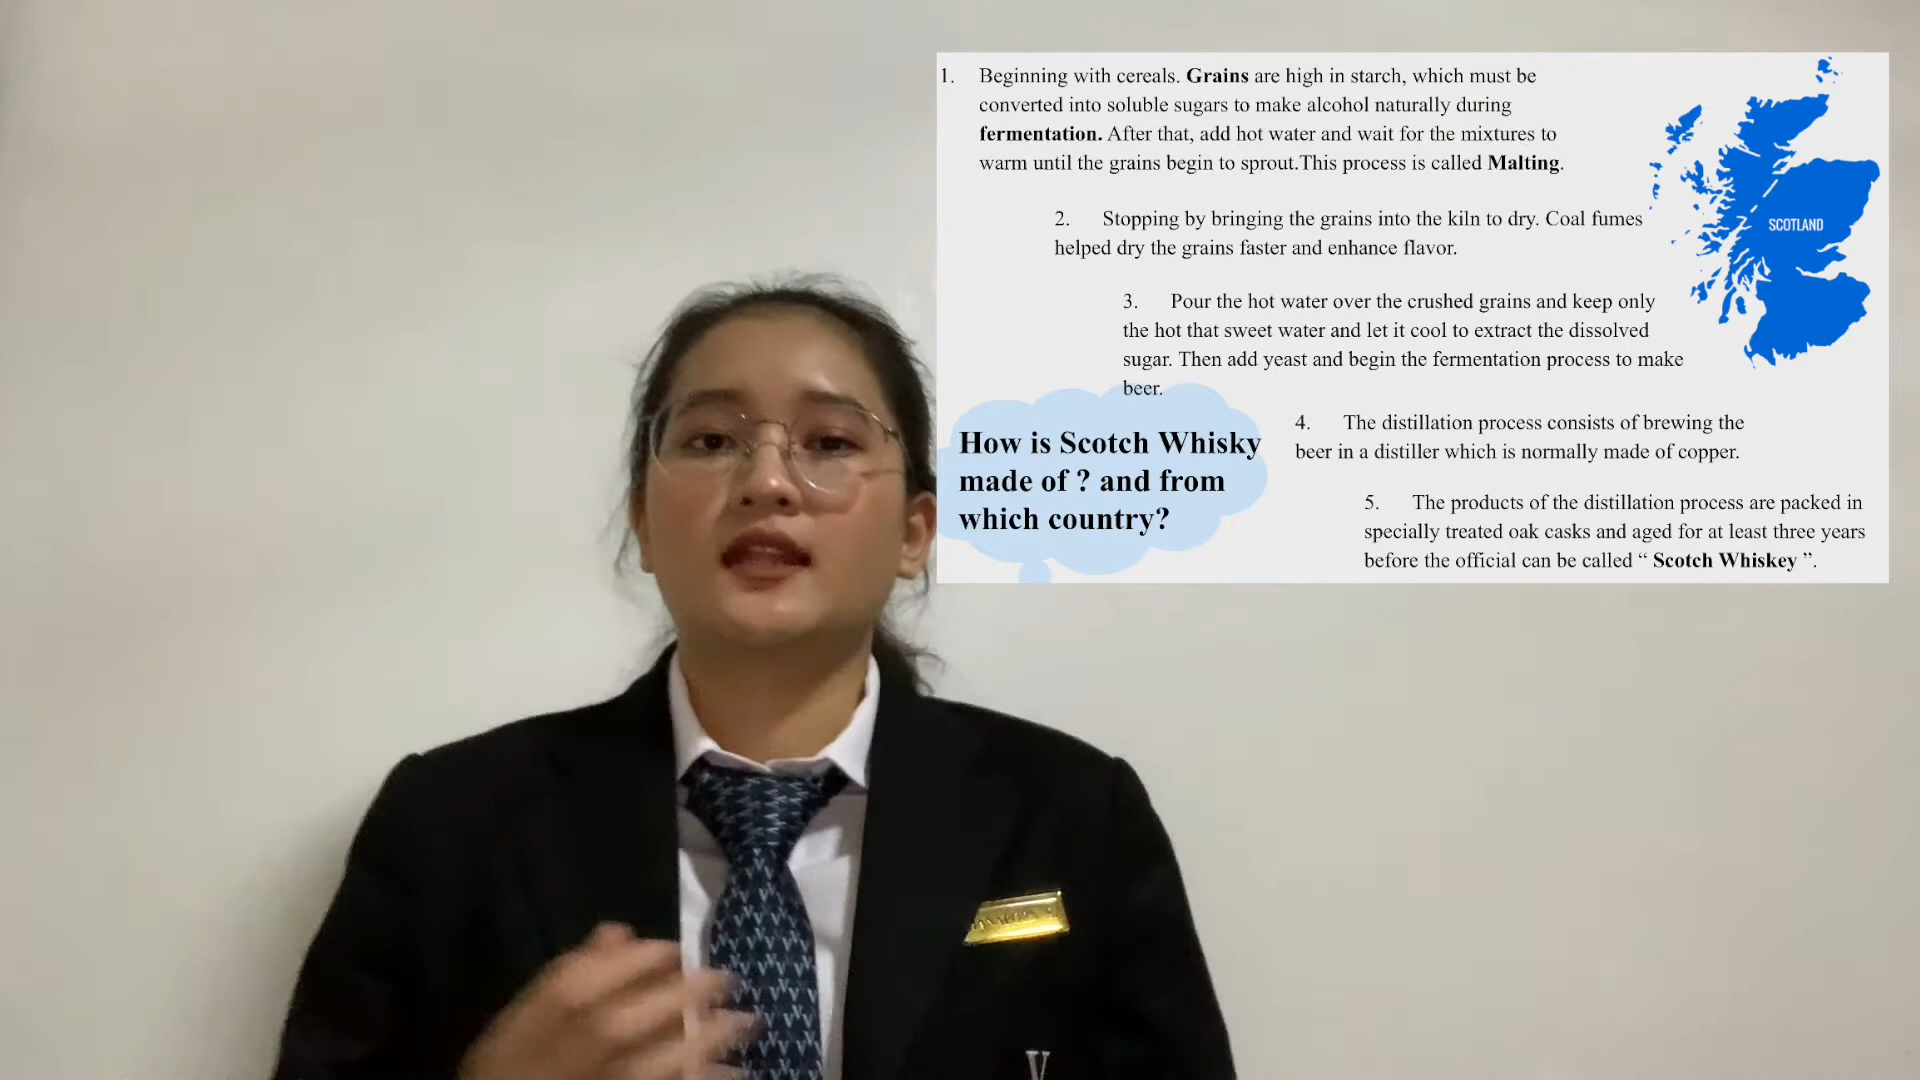 1. Beginning with cereals. Grains are high in starch, which must be
converted into soluble sugars to make alcohol naturally during
fermentation. After that, add hot water and wait for the mixtures to
warm until the grains begin to sprout.This process is called Malting.
SCOTLAND
2. Stopping by bringing the grains into the kiln to dry. Coal fumes
helped dry the grains faster and enhance flavor.
3. Pour the hot water over the crushed grains and keep only
the hot that sweet water and let it cool to extract the dissolved
sugar. Then add yeast and begin the fermentation process to make
beer.
How is Scotch Whisky
made of ? and from
which country?
4. The distillation process consists of brewing the
beer in a distiller which is normally made of copper.
5. The products of the distillation process are packed in
specially treated oak casks and aged for at least three years
before the official can be called “ Scotch Whiskey ”.
V